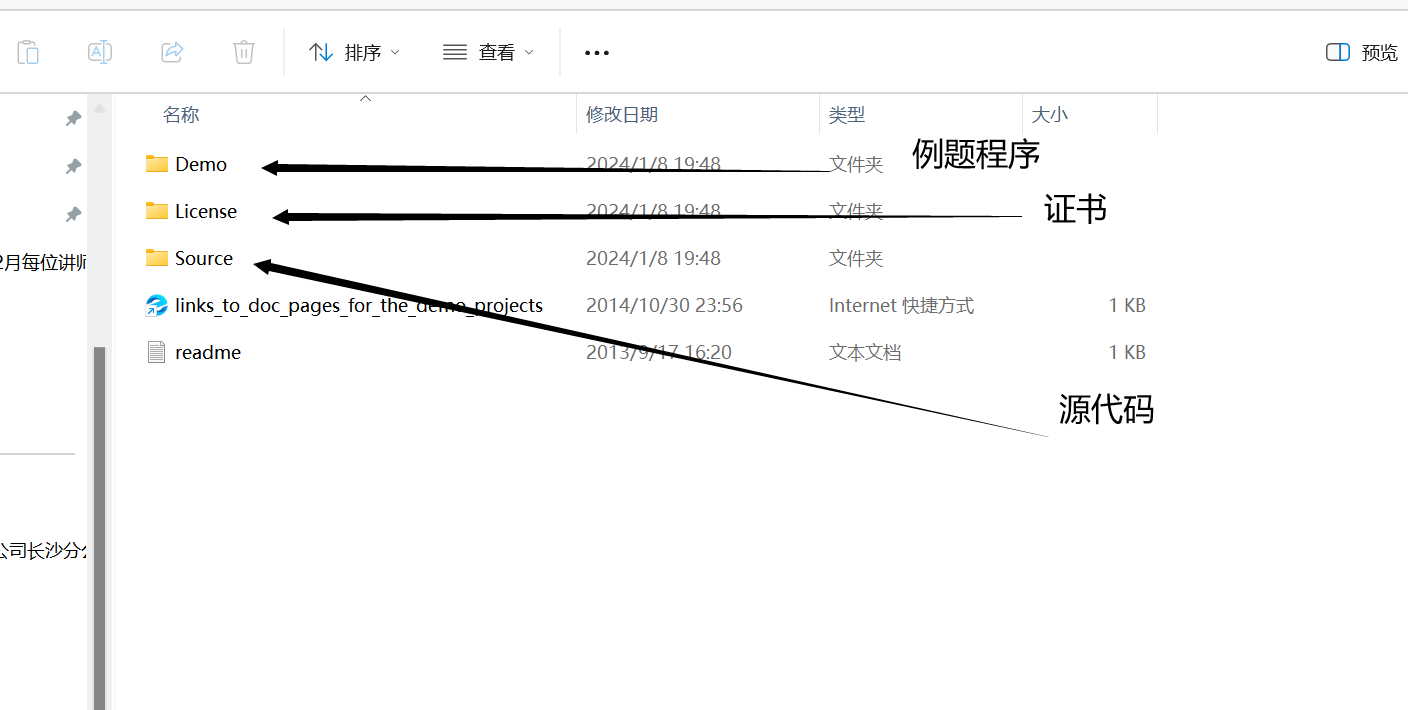 排序
查看
预览
名称
修改日期
类型
大小
Demo
2024/1/8 19:48
文件夹
例题程序
License
2024/1/8 19:48
文件夹
证书
2月每位讲师
Source
2024/1/8 19:48
文件夹
links_to_doc_pages_for_the_demo_projects
2014/10/30 23:56
Internet 快捷方式
1 KB
readme
2013/9/17 16:20
文本文档
1 KB
源代码
公司长沙分公